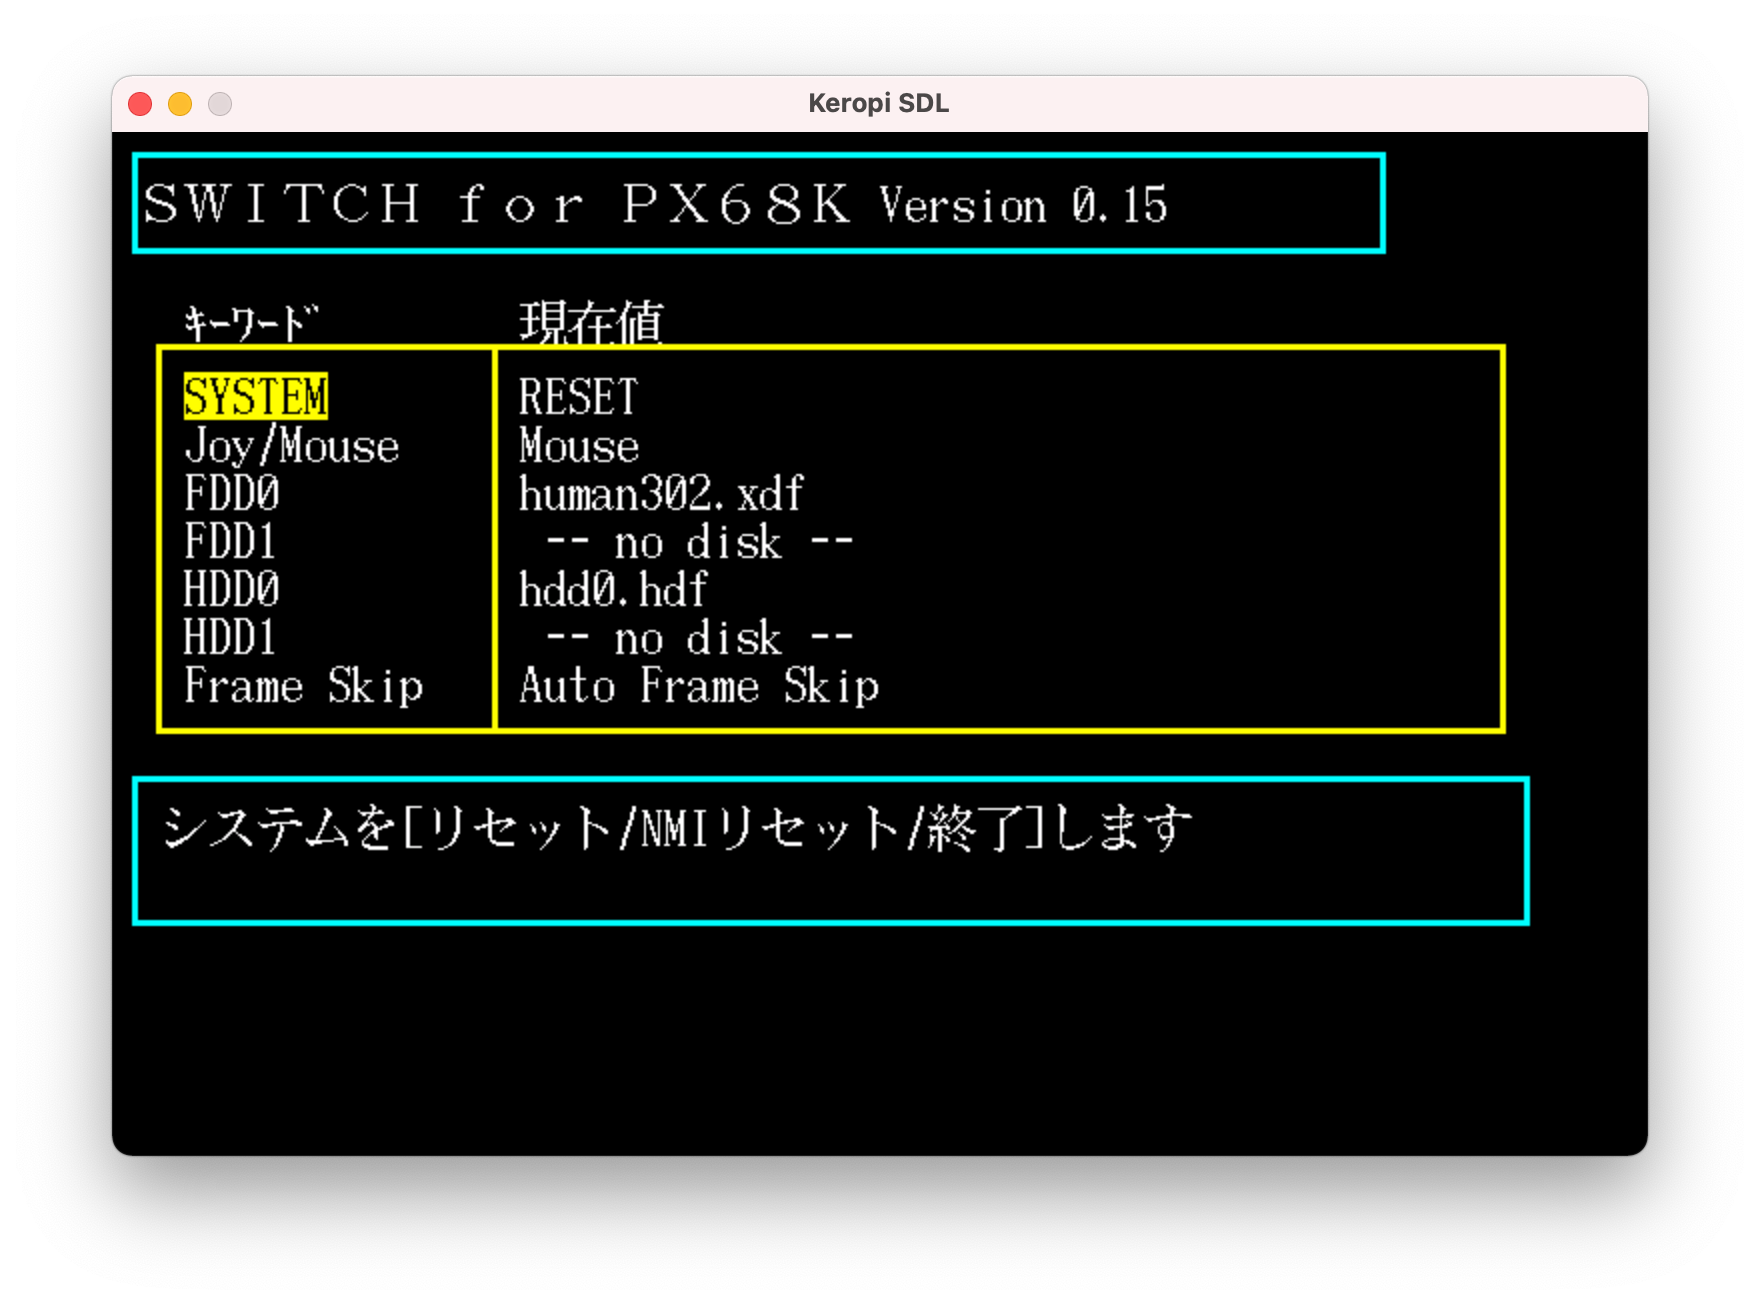 Keropi SDL
ＳＷＩＴＣＨ ｆｏｒ ＰＸ６８Ｋ Version 0.15
ｷｰﾜｰﾄﾞ 現在値
SYSTEM RESET
Joy/Mouse Mouse
FDD0 human302.xdf
FDD1 -- no disk --
HDD0 hdd0.hdf
HDD1 -- no disk --
Frame Skip Auto Frame Skip
システムを[リセット/NMIリセット/終了]します